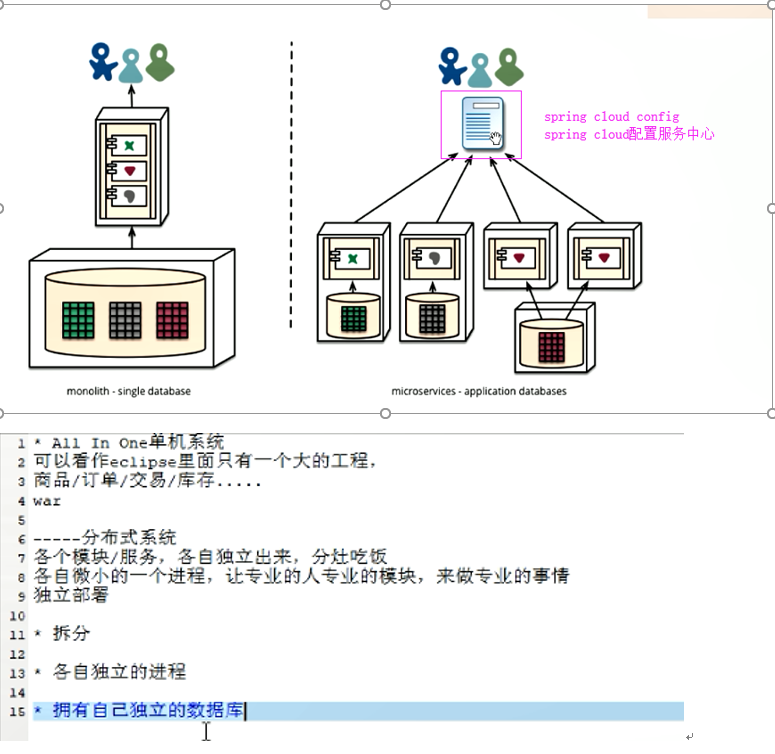 spring cloud config
spring cloud配置服务中心
monolith - single database
microservices - application databases
1 * All In One单机系统
2 可以看作eclipse里面只有一个大的工程,
3 商品/订单/交易/库存.....
4 war
5
6 -----分布式系统
7 各个模块/服务，各自独立出来，分灶吃饭
8 各自微小的一个进程，让专业的人专业的模块，来做专业的事情
9 独立部署
10
11 * 拆分
12
13 * 各自独立的进程
14
15 * 拥有自己独立的数据库